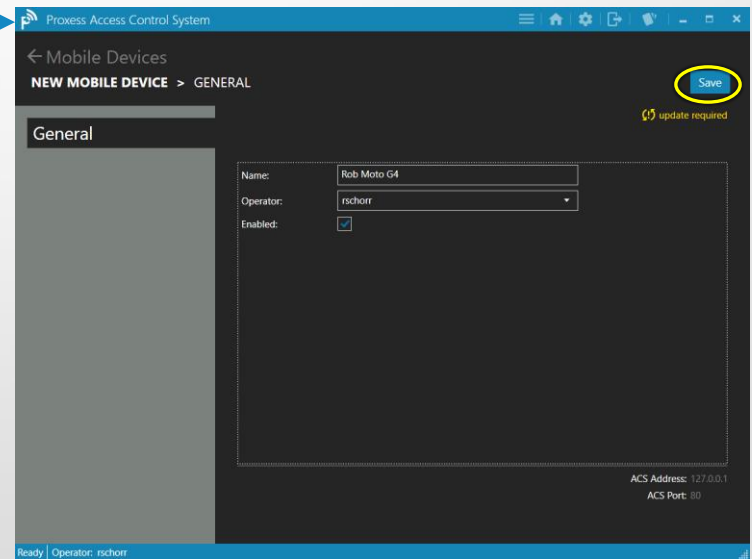 Proxess Access Control System
Mobile Devices
NEW MOBILE DEVICE > GENERAL
Save
update required
General
Name: Rob Moto G4
Operator: rschorr
Enabled:
ACS Address: 127.0.0.1
ACS Port: 80
Ready Operator: rschorr